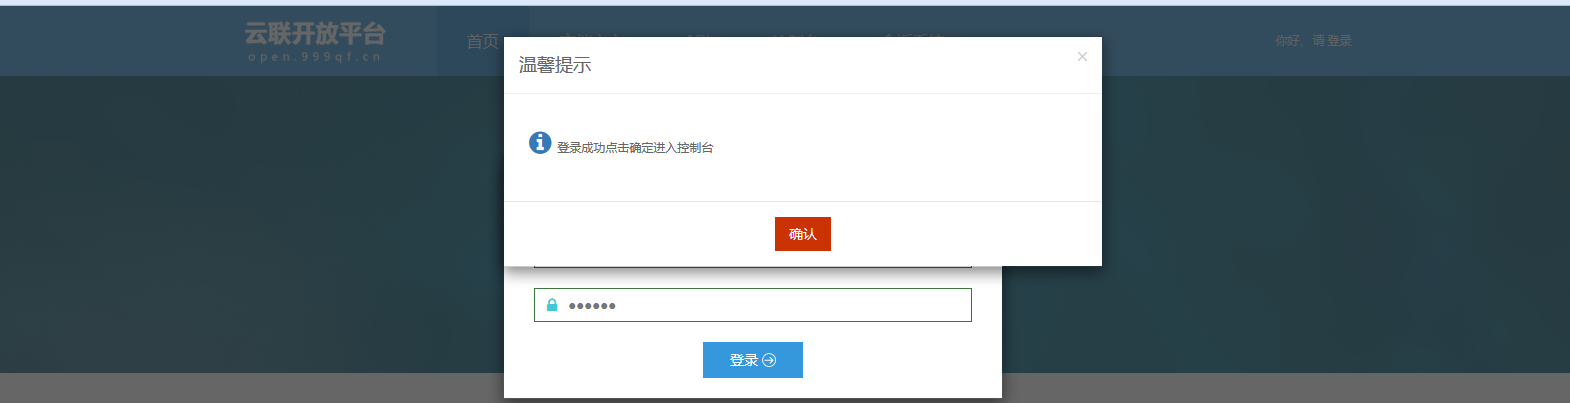 云联开放平台
open.999qf.cn
首页
你好，请登录
温馨提示
×
登录成功点击确定进入控制台
确认
●●●●●●
登录